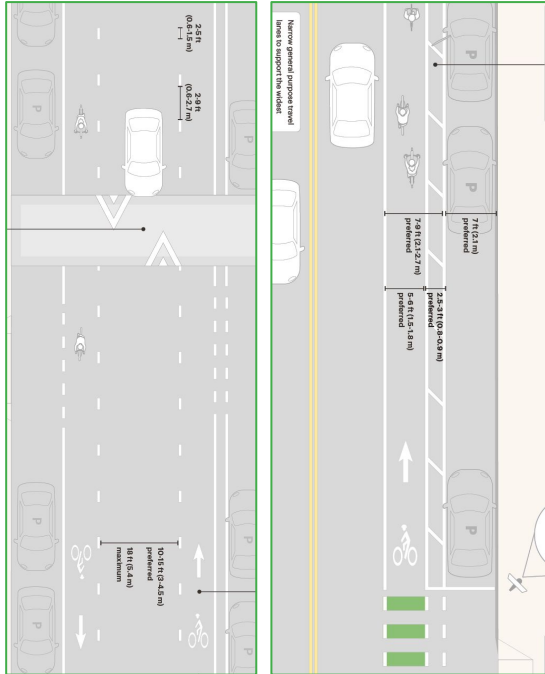 2-5 ft
(0.6-1.5 m)
2-9 ft
(0.6-2.7 m)
10-15 ft (3-4.5 m)
preferred
18 ft (5.4 m)
maximum
P
P
P
P
P
P
P
P
Narrow general purpose travel
lanes to support the widest
7-9 ft (2.1-2.7 m)
preferred
7 ft (2.1 m)
preferred
5-6 ft (1.5-1.8 m)
preferred
2.5-3 ft (0.8-0.9 m)
preferred
P
P
P